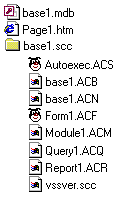 base1.mdb
Page1.htm
base1.scc
Autoexec.ACS
base1.ACB
base1.ACN
Form1.ACF
Module1.ACM
Query1.ACQ
Report1.ACR
vssver.scc